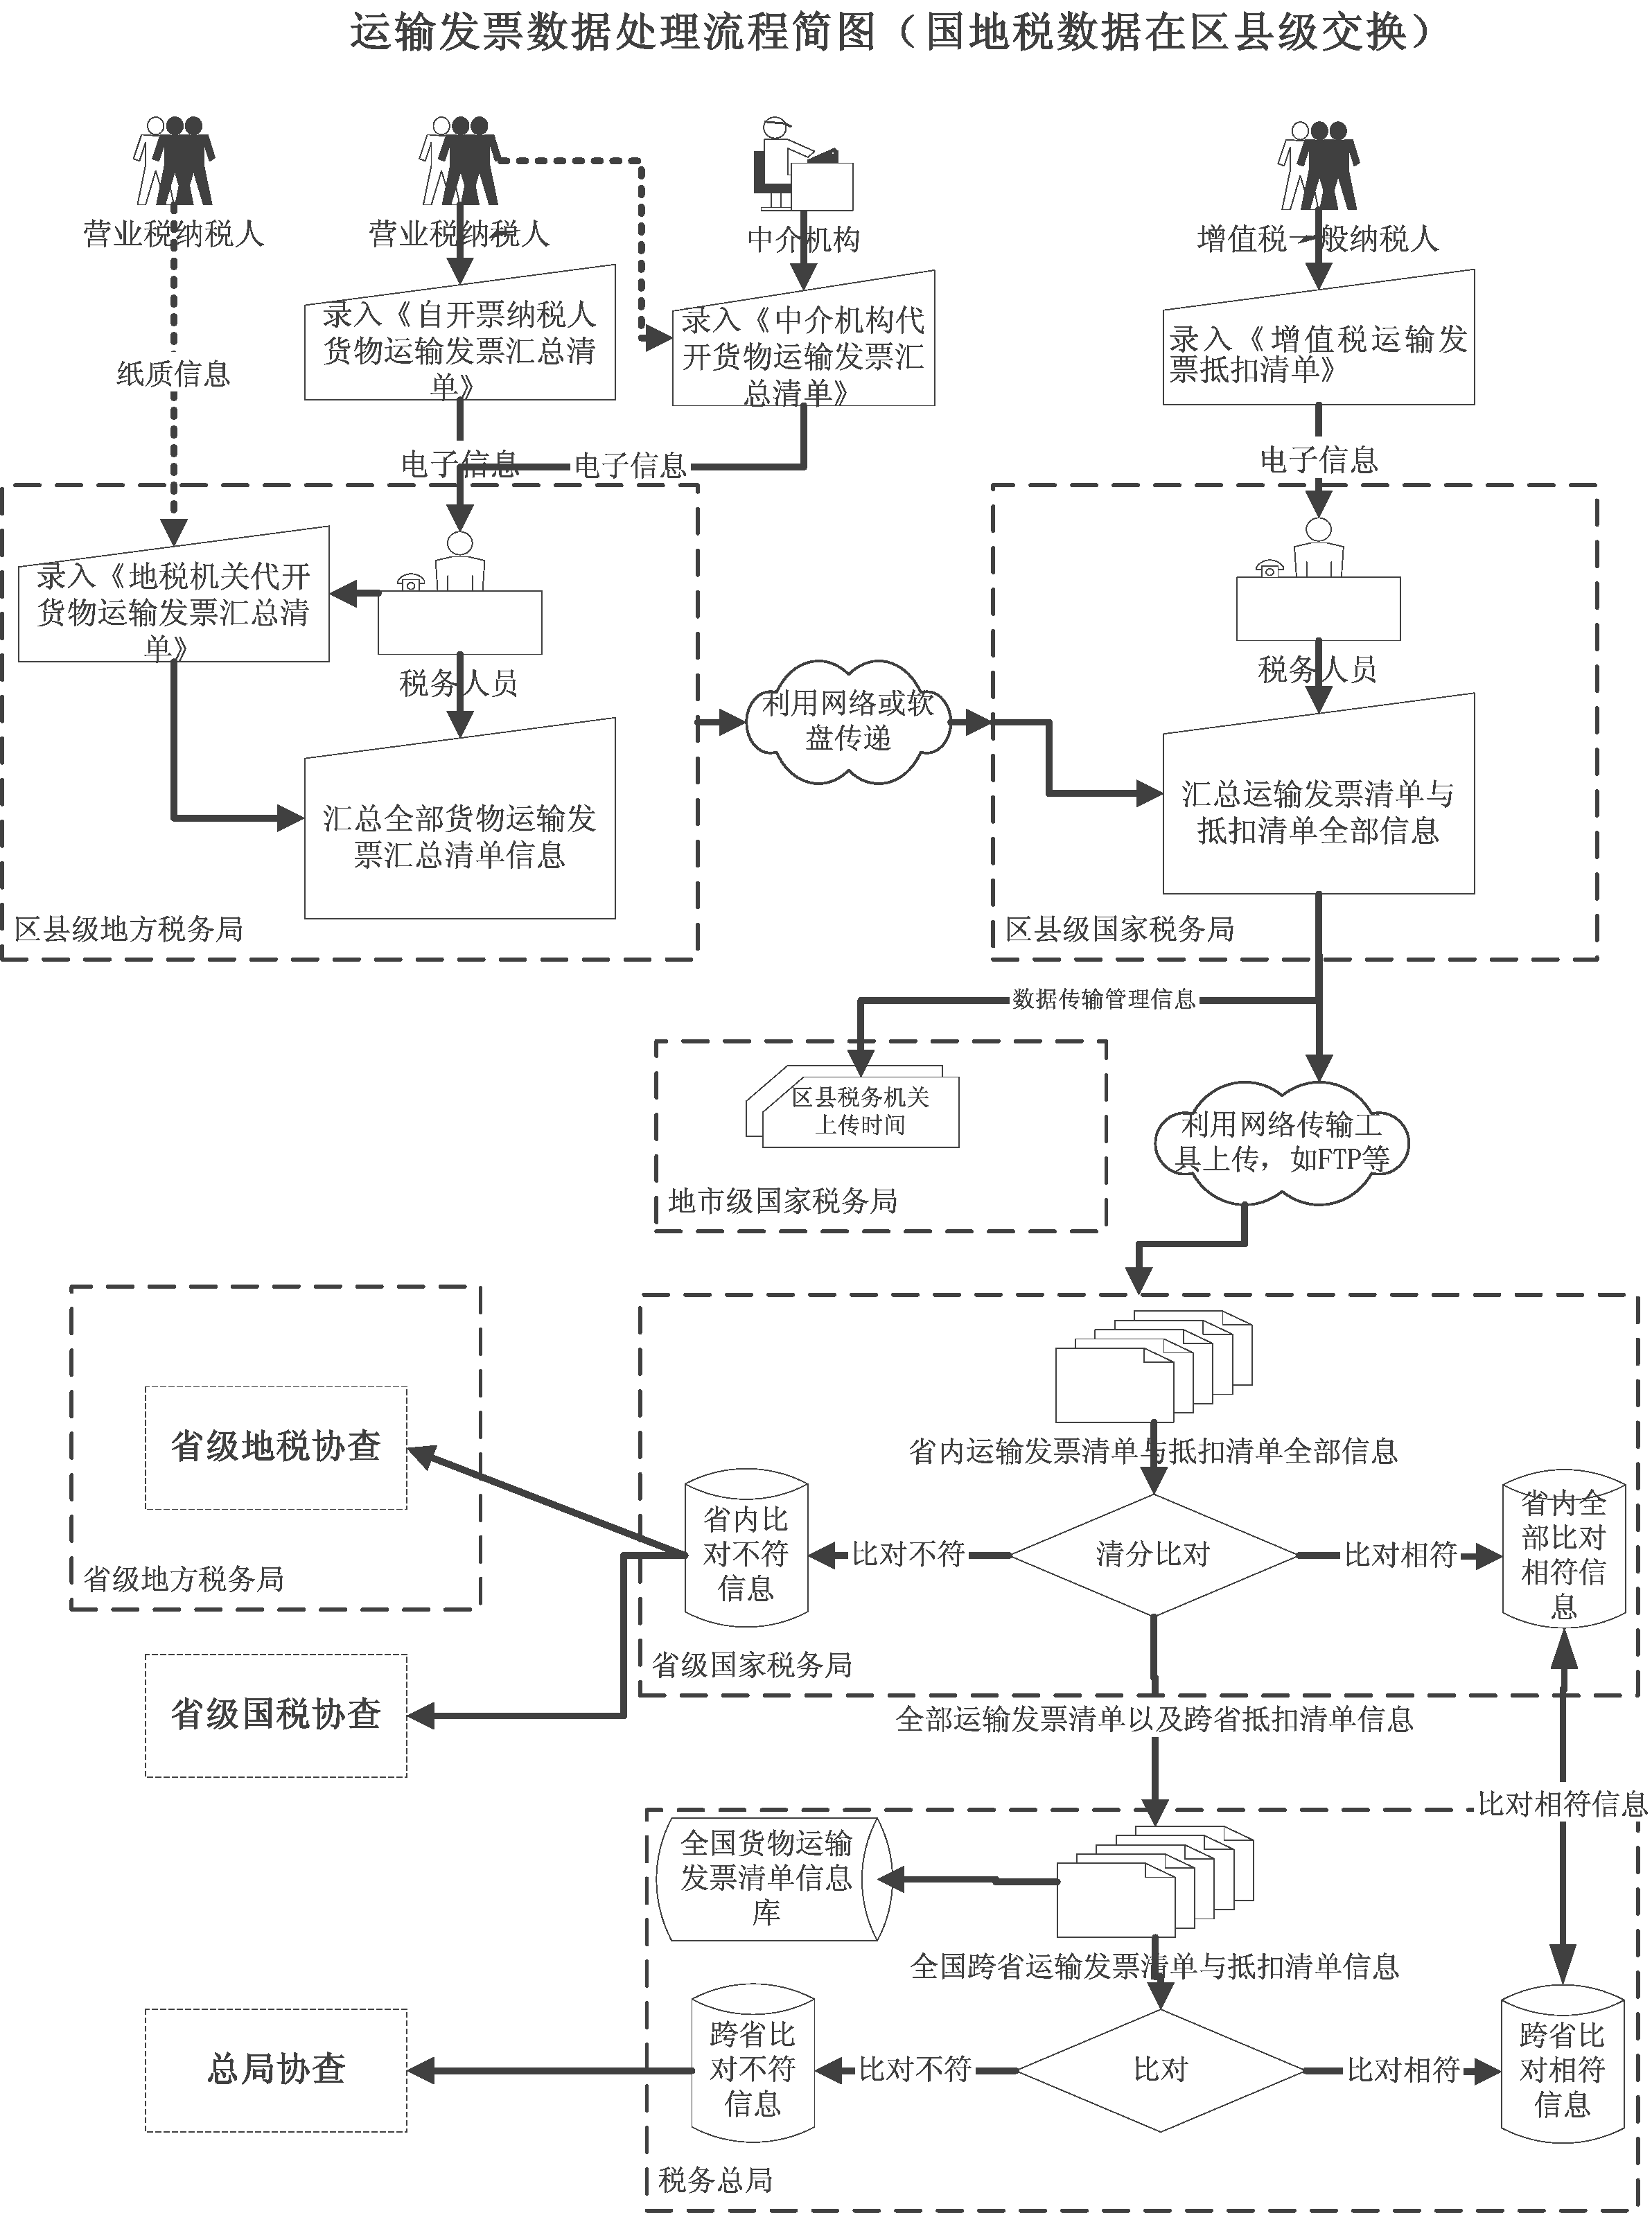 运输发票数据处理流程简图（国地税数据在区县级交换）
营业税纳税人
营业税纳税人
中介机构
增值税一般纳税人
录入《自开票纳税人
货物运输发票汇总清
单》
录入《中介机构代
开货物运输发票汇
总清单》
录入《增值税运输发
票抵扣清单》
纸质信息
电子信息
电子信息
电子信息
录入《地税机关代开
货物运输发票汇总清
单》
税务人员
税务人员
利用网络或软
盘传递
汇总全部货物运输发
票汇总清单信息
汇总运输发票清单与
抵扣清单全部信息
区县级地方税务局
区县级国家税务局
数据传输管理信息
区县税务机关
上传时间
地市级国家税务局
利用网络传输工
具上传，如FTP等
省级地税协查
省级地方税务局
省内运输发票清单与抵扣清单全部信息
省内比
对不符
信息
比对不符
清分比对
比对相符
省内全
部比对
相符信
息
省级国家税务局
省级国税协查
全部运输发票清单以及跨省抵扣清单信息
比对相符信息
全国货物运输
发票清单信息
库
全国跨省运输发票清单与抵扣清单信息
总局协查
跨省比
对不符
信息
比对不符
比对
比对相符
跨省比
对相符
信息
税务总局